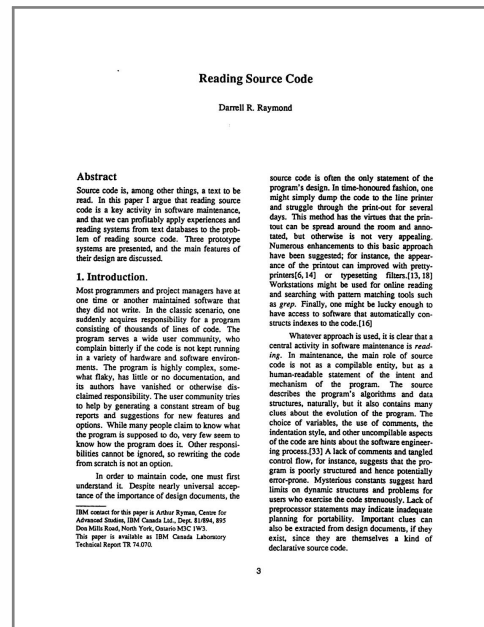 Reading Source Code
Darrell R. Raymond
Abstract
Source code is, among other things, a text to be
read. In this paper I argue that reading source
code is a key activity in software maintenance,
and that we can profitably apply experiences and
reading systems from text databases to the prob-
lem of reading source code. Three prototype
systems are presented, and the main features of
their design are discussed.
1. Introduction.
Most programmers and project managers have at
one time or another maintained software that
they did not write. In the classic scenario, one
suddenly acquires responsibility for a program
consisting of thousands of lines of code. The
program serves a wide user community, who
complain bitterly if the code is not kept running
in a variety of hardware and software environ-
ments. The program is highly complex, some-
what flaky, has little or no documentation, and
its authors have vanished or otherwise dis-
claimed responsibility. The user community tries
to help by generating a constant stream of bug
reports and suggestions for new features and
options. While many people claim to know what
the program is supposed to do, very few seem to
know how the program does it. Other responsi-
bilities cannot be ignored, so rewriting the code
from scratch is not an option.
In order to maintain code, one must first
understand it. Despite nearly universal accep-
tance of the importance of design documents, the
IBM contact for this paper is Arthur Ryman, Centre for
Advanced Studies, IBM Canada Ltd., Dept. 81/894, 895
Don Mills Road, North York, Ontario M3C 1W3.
This paper is available as IBM Canada Laboratory
Technical Report TR 74.070.
source code is often the only statement of the
program's design. In time-honoured fashion, one
might simply dump the code to the line printer
and struggle through the print-out for several
days. This method has the virtues that the prin-
tout can be spread around the room and anno-
tated, but otherwise is not very appealing.
Numerous enhancements to this basic approach
have been suggested; for instance, the appear-
ance of the printout can improved with pretty-
printers[6, 14] or typesetting filters.[13, 18]
Workstations might be used for online reading
and searching with pattern matching tools such
as grep. Finally, one might be lucky enough to
have access to software that automatically con-
structs indexes to the code.[16]
Whatever approach is used, it is clear that a
central activity in software maintenance is read-
ing. In maintenance, the main role of source
code is not as a compilable entity, but as a
human-readable statement of the intent and
mechanism of the program. The source
describes the program's algorithms and data
structures, naturally, but it also contains many
clues about the evolution of the program. The
choice of variables, the use of comments, the
indentation style, and other uncompilable aspects
of the code are hints about the software engineer-
ing process.[33] A lack of comments and tangled
control flow, for instance, suggests that the pro-
gram is poorly structured and hence potentially
error-prone. Mysterious constants suggest hard
limits on dynamic structures and problems for
users who exercise the code strenuously. Lack of
preprocessor statements may indicate inadequate
planning for portability. Important clues can
also be extracted from design documents, if they
exist, since they are themselves a kind of
declarative source code.
3